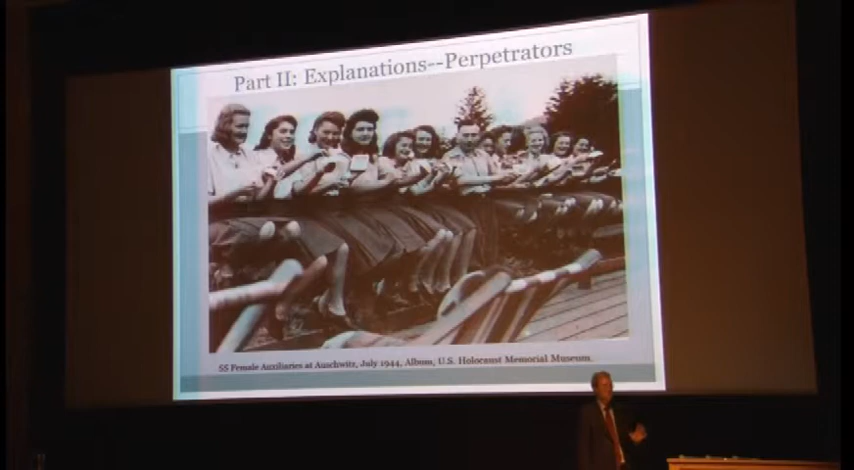 Part II: Explanations--Perpetrators
SS Female Auxiliaries at Auschwitz, July 1944, Album, U.S. Holocaust Memorial Museum.